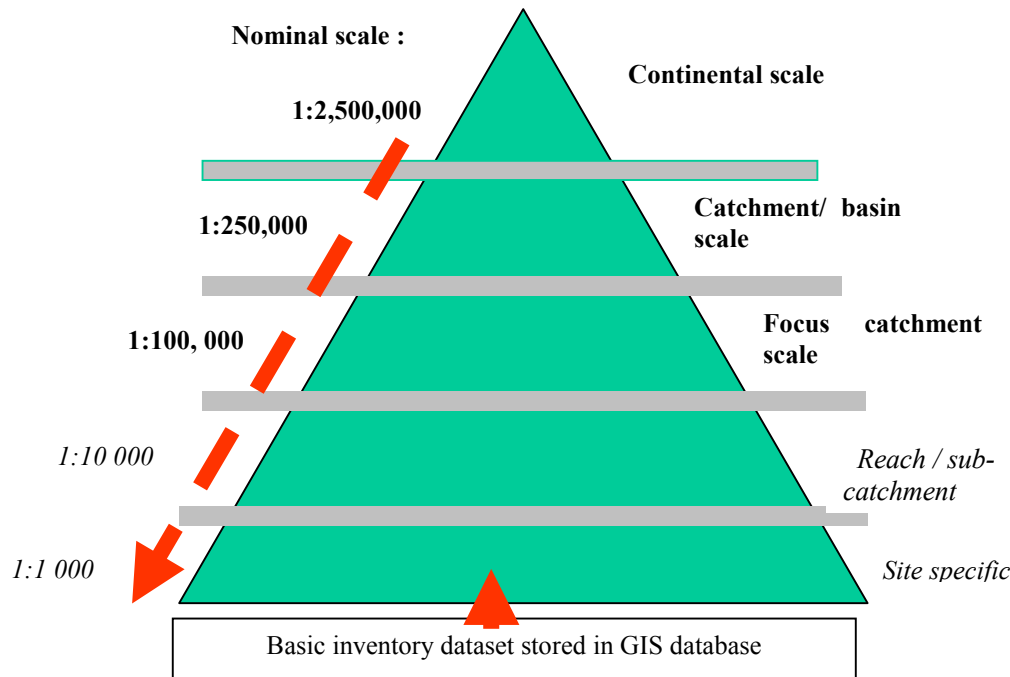 Nominal scale :
Continental scale
1:2,500,000
Catchment/ basin
scale
1:250,000
Focus catchment
scale
1:100, 000
1:10 000
Reach / sub-
catchment
1:1 000
Site specific
Basic inventory dataset stored in GIS database